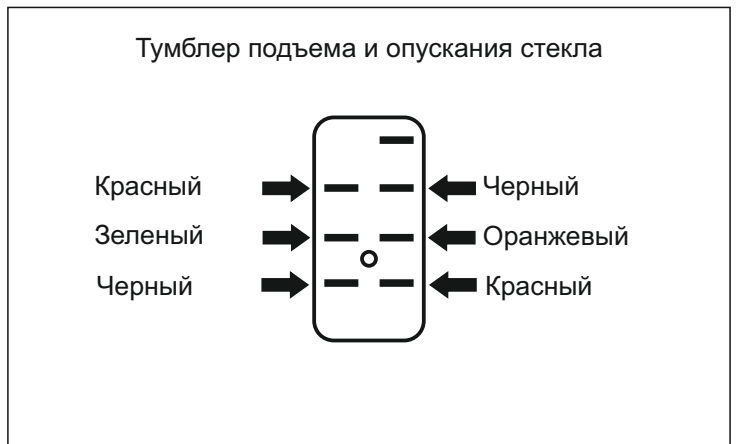 Тумблер подъема и опускания стекла
Красный Черный
Зеленый Оранжевый
Черный Красный